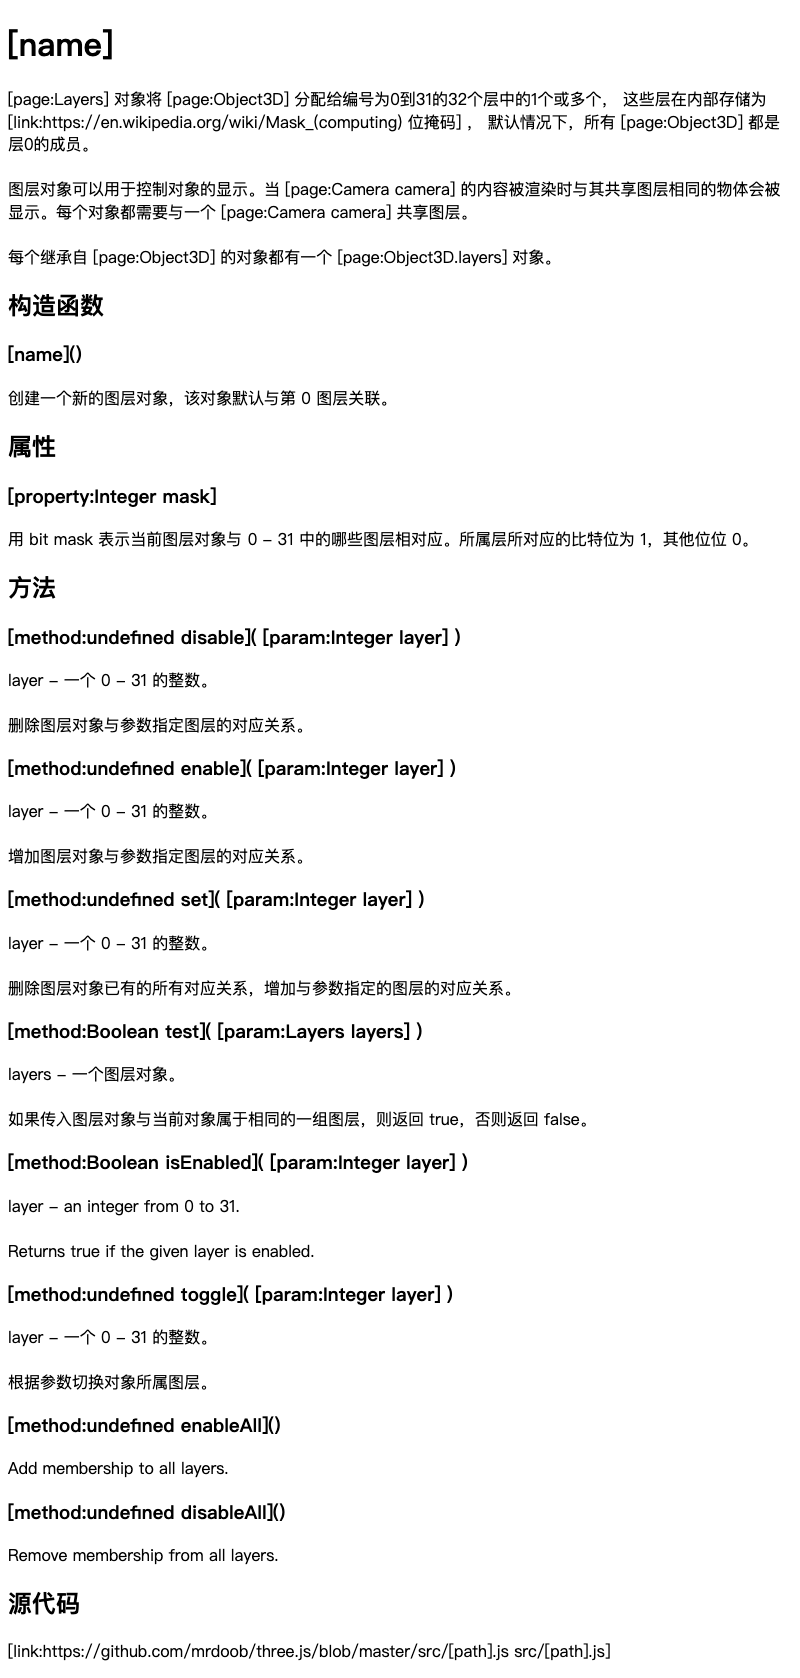 [name]
[page:Layers] 对象将 [page:Object3D] 分配给编号为0到31的32个层中的1个或多个， 这些层在内部存储为
[link:https://en.wikipedia.org/wiki/Mask_(computing) 位掩码] ， 默认情况下，所有 [page:Object3D] 都是
层0的成员。
图层对象可以用于控制对象的显示。当 [page:Camera camera] 的内容被渲染时与其共享图层相同的物体会被
显示。每个对象都需要与一个 [page:Camera camera] 共享图层。
每个继承自 [page:Object3D] 的对象都有一个 [page:Object3D.layers] 对象。
构造函数
[name]()
创建一个新的图层对象，该对象默认与第 0 图层关联。
属性
[property:Integer mask]
用 bit mask 表示当前图层对象与 0 – 31 中的哪些图层相对应。所属层所对应的比特位为 1，其他位位 0。
方法
[method:undefined disable]( [param:Integer layer] )
layer – 一个 0 – 31 的整数。
删除图层对象与参数指定图层的对应关系。
[method:undefined enable]( [param:Integer layer] )
layer – 一个 0 – 31 的整数。
增加图层对象与参数指定图层的对应关系。
[method:undefined set]( [param:Integer layer] )
layer – 一个 0 – 31 的整数。
删除图层对象已有的所有对应关系，增加与参数指定的图层的对应关系。
[method:Boolean test]( [param:Layers layers] )
layers – 一个图层对象。
如果传入图层对象与当前对象属于相同的一组图层，则返回 true，否则返回 false。
[method:Boolean isEnabled]( [param:Integer layer] )
layer – an integer from 0 to 31.
Returns true if the given layer is enabled.
[method:undefined toggle]( [param:Integer layer] )
layer – 一个 0 – 31 的整数。
根据参数切换对象所属图层。
[method:undefined enableAll]()
Add membership to all layers.
[method:undefined disableAll]()
Remove membership from all layers.
源代码
[link:https://github.com/mrdoob/three.js/blob/master/src/[path].js src/[path].js]